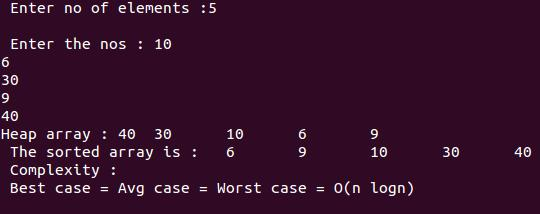 Enter no of elements :5
Enter the nos : 10
6
30
9
40
Heap array : 40 30 10 6 9
The sorted array is : 6 9 10 30 40
Complexity :
Best case = Avg case = Worst case = O(n logn)